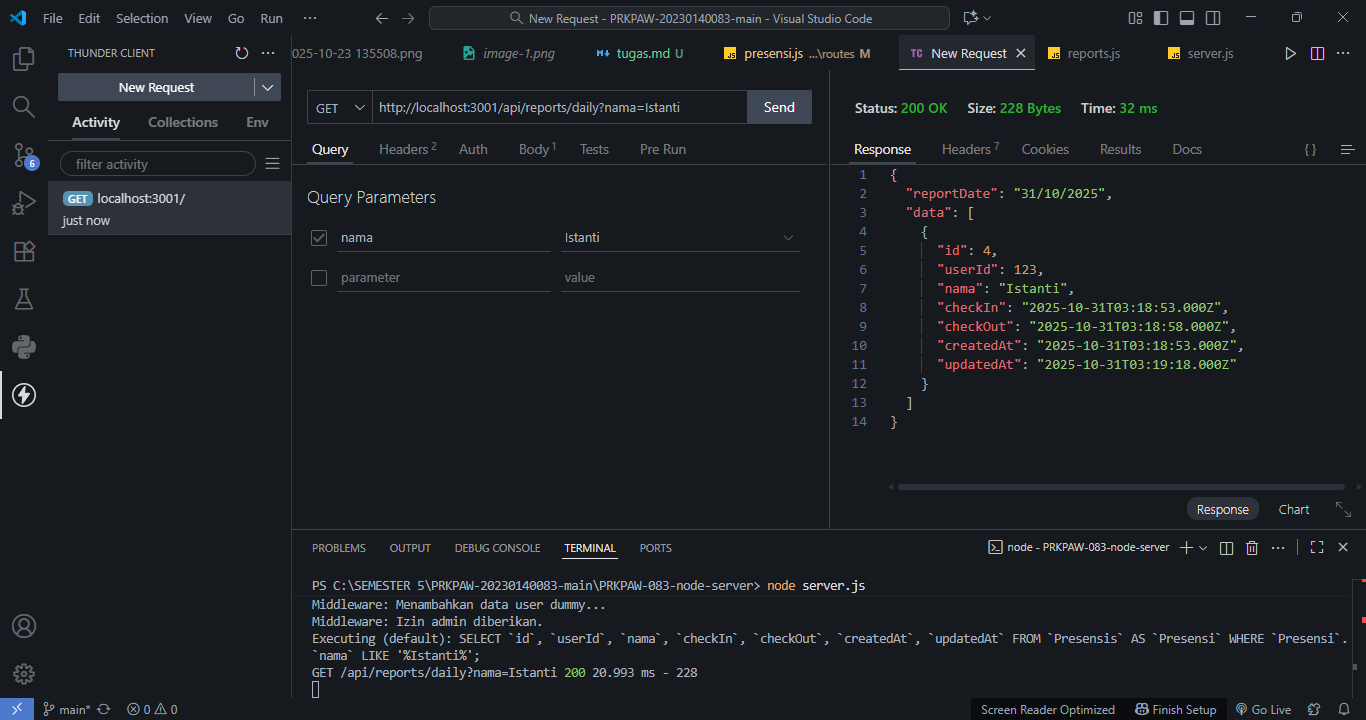 File Edit Selection View Go Run ··· New Request - PRKPAW-20230140083-main - Visual Studio Code
THUNDER CLIENT ···
New Request
Activity Collections Env
filter activity
GET localhost:3001/
just now
6
025-10-23 135508.png image-1.png tugas.md U presensi.js ...\routes M TC New Request reports.js server.js
GET http://localhost:3001/api/reports/daily?nama=Istanti Send
Query Headers 2 Auth Body 1 Tests Pre Run
Query Parameters
nama Istanti
parameter value
Status: 200 OK Size: 228 Bytes Time: 32 ms
Response Headers 7 Cookies Results Docs {}
1 {
2 "reportDate": "31/10/2025",
3 "data": [
4 {
5 "id": 4,
6 "userId": 123,
7 "nama": "Istanti",
8 "checkIn": "2025-10-31T03:18:53.000Z",
9 "checkOut": "2025-10-31T03:18:58.000Z",
10 "createdAt": "2025-10-31T03:18:53.000Z",
11 "updatedAt": "2025-10-31T03:19:18.000Z"
12 }
13 ]
14 }
Response Chart
PROBLEMS OUTPUT DEBUG CONSOLE TERMINAL PORTS node - PRKPAW-083-node-server
PS C:\SEMESTER 5\PRKPAW-20230140083-main\PRKPAW-083-node-server> node server.js
Middleware: Menambahkan data user dummy...
Middleware: Izin admin diberikan.
Executing (default): SELECT `id`, `userId`, `nama`, `checkIn`, `checkOut`, `createdAt`, `updatedAt` FROM `Presensis` AS `Presensi` WHERE `Presensi`.
`nama` LIKE '%Istanti%';
GET /api/reports/daily?nama=Istanti 200 20.993 ms - 228
main* 0 0 Screen Reader Optimized Finish Setup Go Live